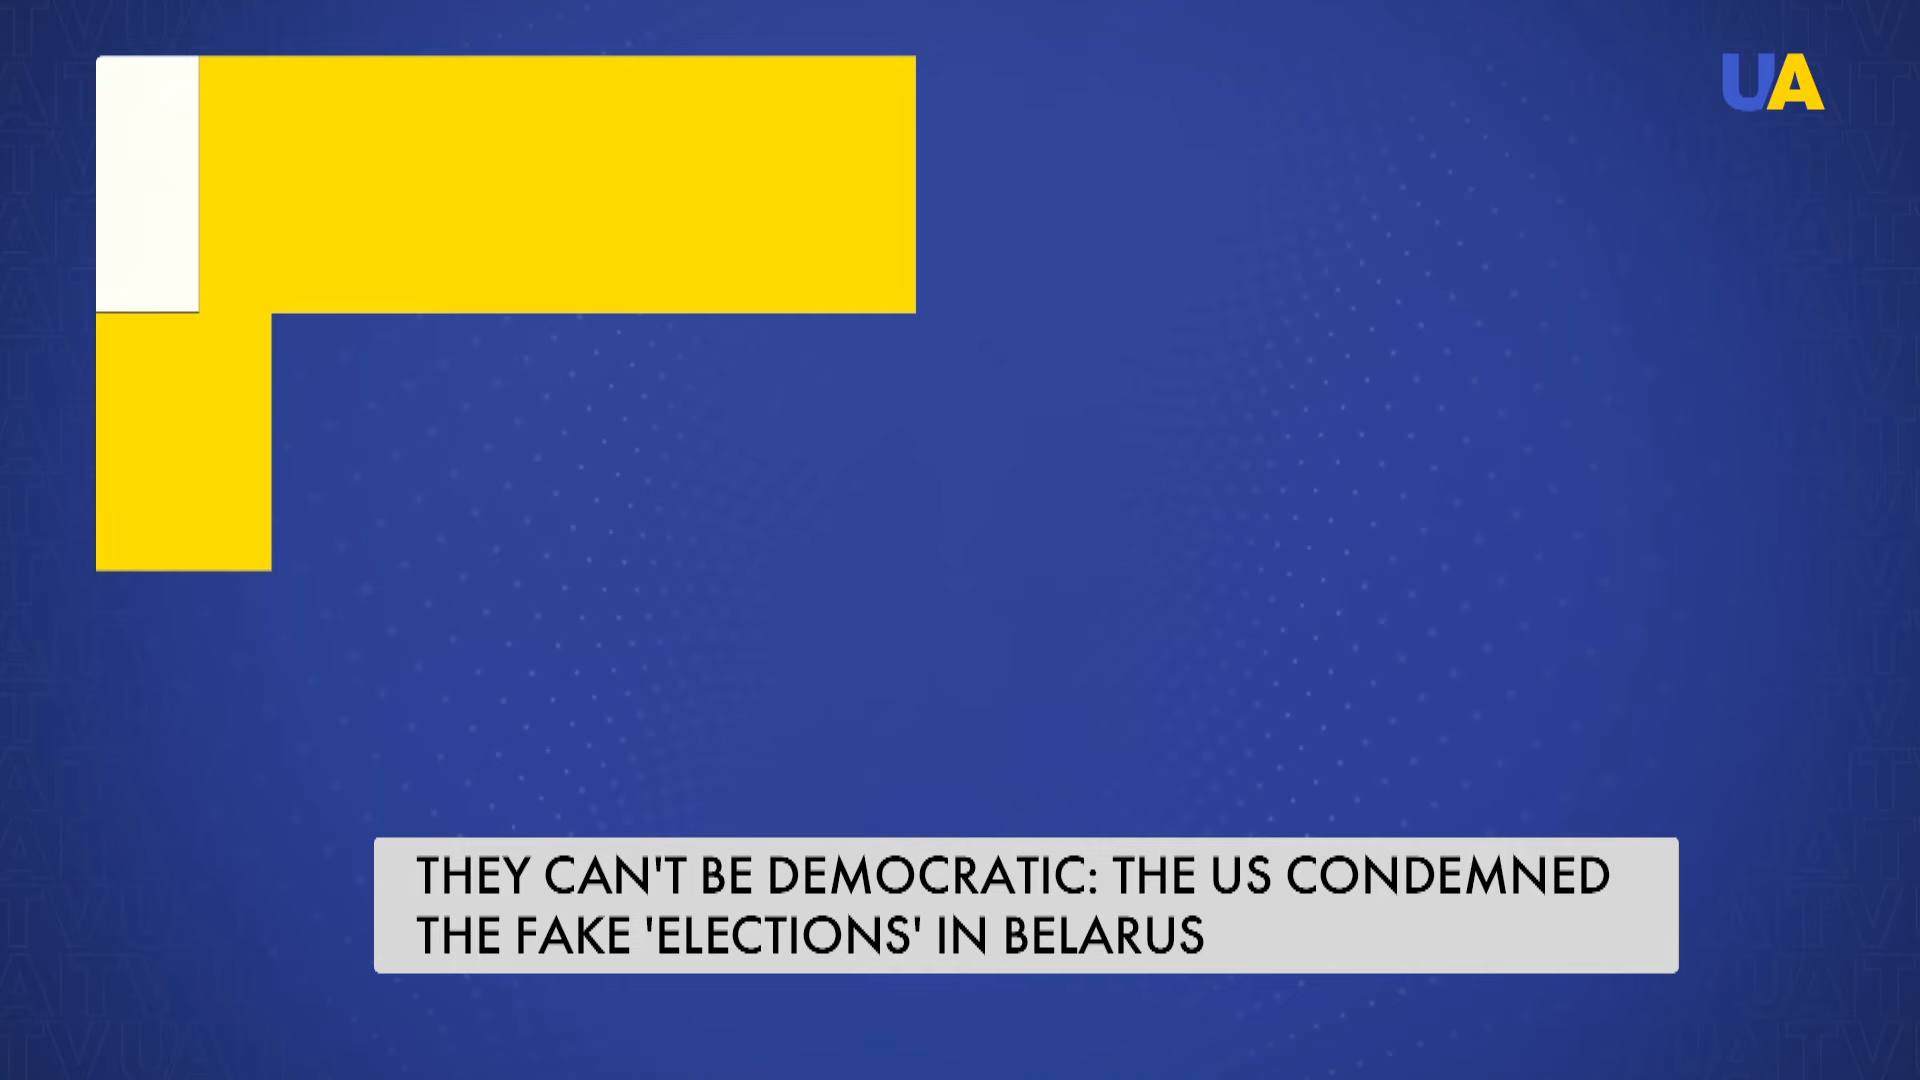 UA
THEY CAN'T BE DEMOCRATIC: THE US CONDEMNED
THE FAKE 'ELECTIONS' IN BELARUS